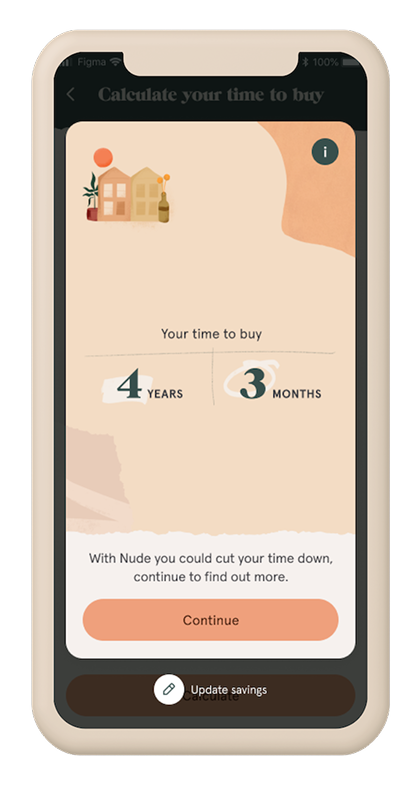 Figma 100%
Calculate your time to buy
i
Your time to buy
4 YEARS 3 MONTHS
With Nude you could cut your time down,
continue to find out more.
Continue
Update savings
Calculate